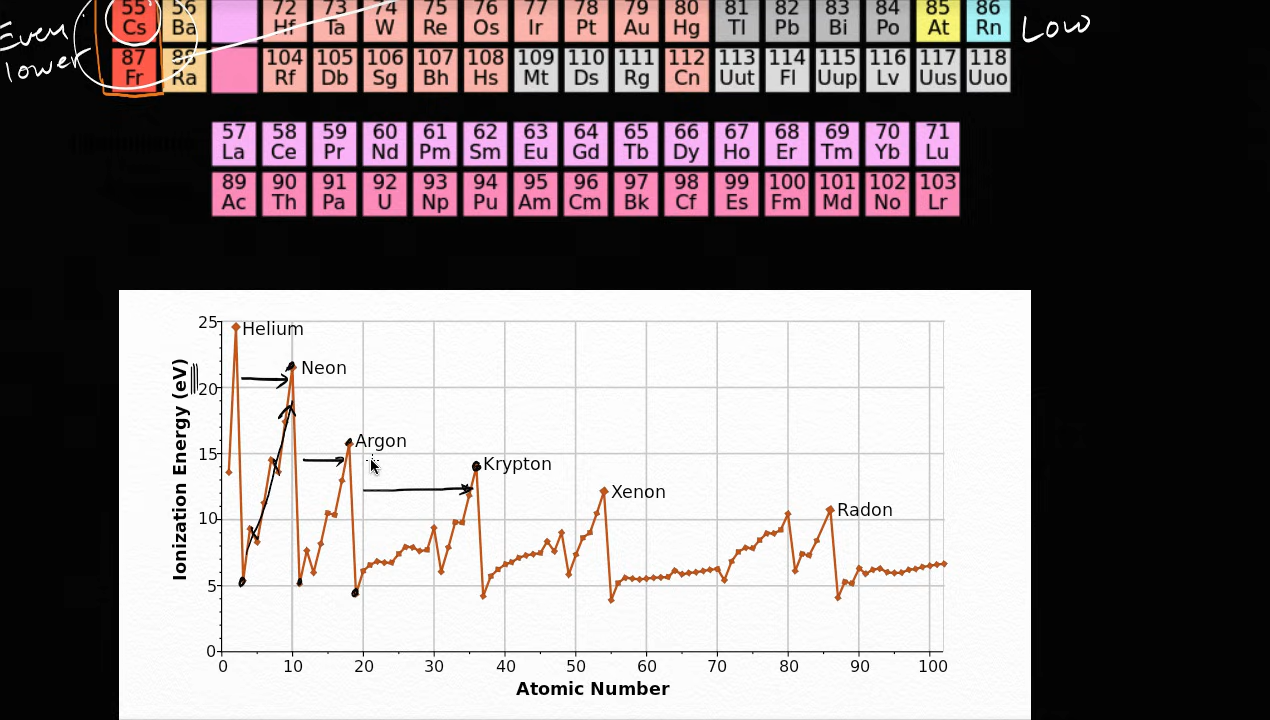 55 56 72 73 74 75 76 77 78 79 80 81 82 83 84 85 86
Cs Ba Hf Ta W Re Os Ir Pt Au Hg Tl Pb Bi Po At Rn Low
Even
lower
87 88 104 105 106 107 108 109 110 111 112 113 114 115 116 117 118
Fr Ra Rf Db Sg Bh Hs Mt Ds Rg Cn Uut Fl Uup Lv Uus Uuo
57 58 59 60 61 62 63 64 65 66 67 68 69 70 71
La Ce Pr Nd Pm Sm Eu Gd Tb Dy Ho Er Tm Yb Lu
89 90 91 92 93 94 95 96 97 98 99 100 101 102 103
Ac Th Pa U Np Pu Am Cm Bk Cf Es Fm Md No Lr
Ionization Energy (eV)
25
20
15
10
5
0
Helium
Neon
Argon
Krypton
Xenon
Radon
0 10 20 30 40 50 60 70 80 90 100
Atomic Number